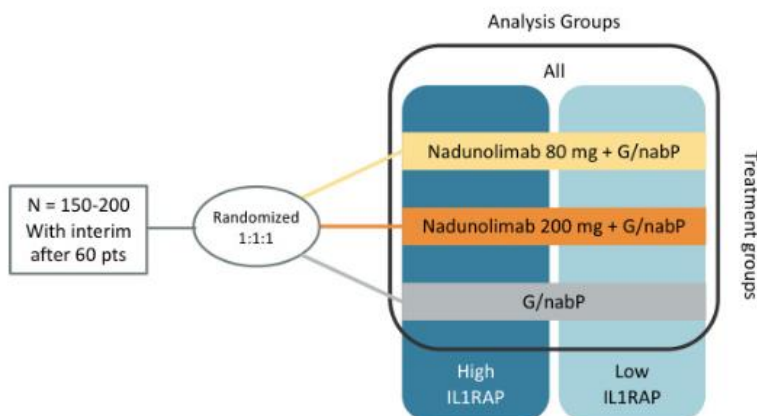 Analysis Groups
All
Nadunolimab 80 mg + G/nabP
N = 150-200
With interim
after 60 pts
Randomized
1:1:1
Nadunolimab 200 mg + G/nabP
G/nabP
Treatment groups
High
IL1RAP
Low
IL1RAP